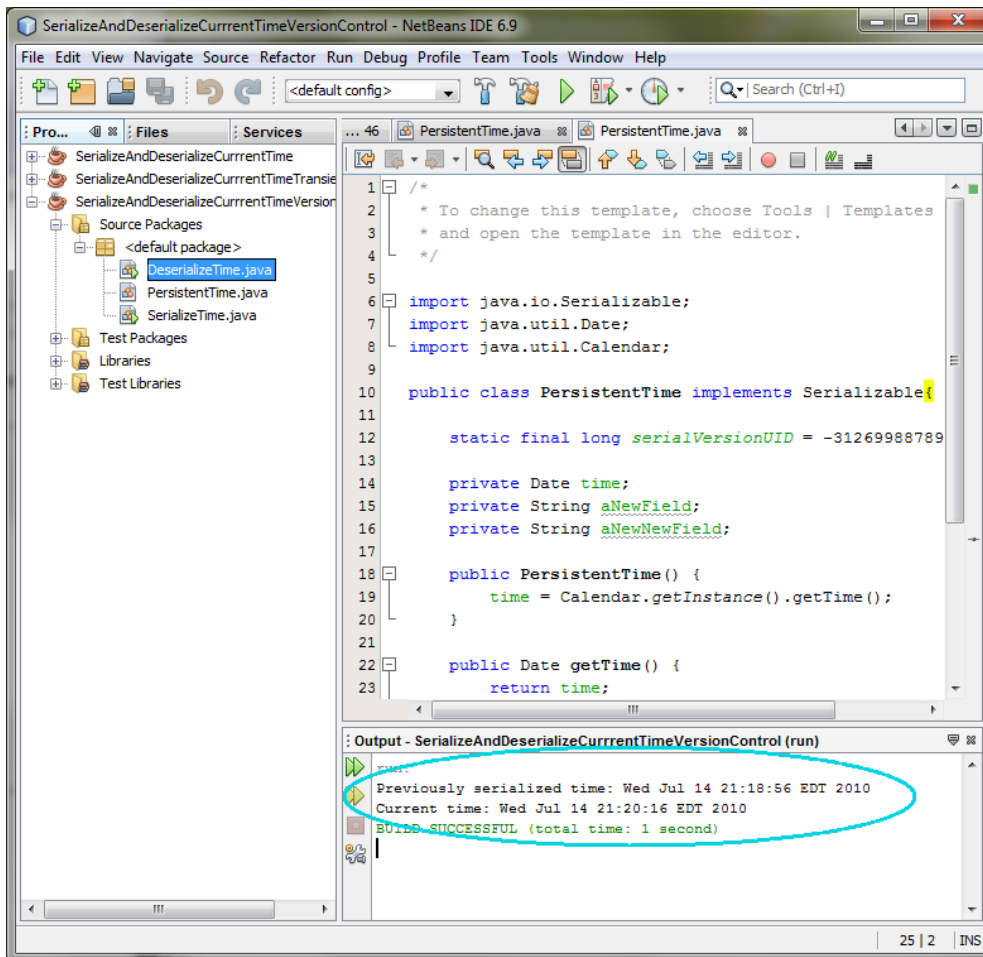 SerializeAndDeserializeCurrrentTimeVersionControl - NetBeans IDE 6.9
File Edit View Navigate Source Refactor Run Debug Profile Team Tools Window Help
<default config>
Search (Ctrl+I)
Pro...
Files
Services
SerializeAndDeserializeCurrrentTime
SerializeAndDeserializeCurrrentTimeTransie
SerializeAndDeserializeCurrrentTimeVersion
Source Packages
<default package>
DeserializeTime.java
PersistentTime.java
SerializeTime.java
Test Packages
Libraries
Test Libraries
... 46
PersistentTime.java
PersistentTime.java
1 /*
2 * To change this template, choose Tools | Templates
3 * and open the template in the editor.
4 */
5
6 import java.io.Serializable;
7 import java.util.Date;
8 import java.util.Calendar;
9
10 public class PersistentTime implements Serializable{
11
12 static final long serialVersionUID = -31269988789
13
14 private Date time;
15 private String aNewField;
16 private String aNewNewField;
17
18 public PersistentTime() {
19 time = Calendar.getInstance().getTime();
20 }
21
22 public Date getTime() {
23 return time;
Output - SerializeAndDeserializeCurrrentTimeVersionControl (run)
run:
Previously serialized time: Wed Jul 14 21:18:56 EDT 2010
Current time: Wed Jul 14 21:20:16 EDT 2010
BUILD SUCCESSFUL (total time: 1 second)
25 | 2 INS